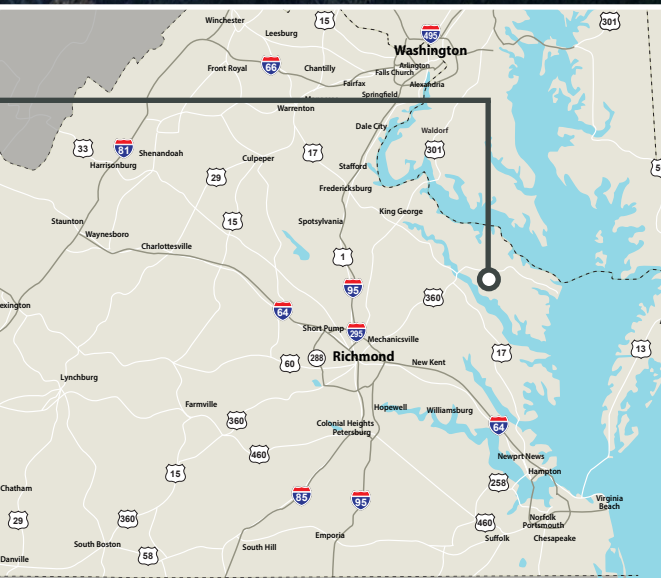 Winchester
15
301
Leesburg
495
Washington
66
Front Royal
Chantilly
Arlington
Falls Church
Fairfax
Alexandria
Springfield
Warrenton
Dale City
Waldorf
33
81
Shenandoah
17
301
Harrisonburg
Culpeper
Stafford
29
Fredericksburg
King George
Staunton
15
Spotsylvania
Waynesboro
Charlottesville
1
95
360
exington
64
Short Pump
295
Mechanicsville
17
13
60
288
Richmond
New Kent
Lynchburg
Farmville
Hopewell
Williamsburg
360
Colonial Heights
64
Petersburg
460
Newprt News
15
Hampton
258
Chatham
85
95
Virginia
Beach
29
360
460
Norfolk
Portsmouth
South Boston
Emporia
Suffolk
Chesapeake
Danville
58
South Hill